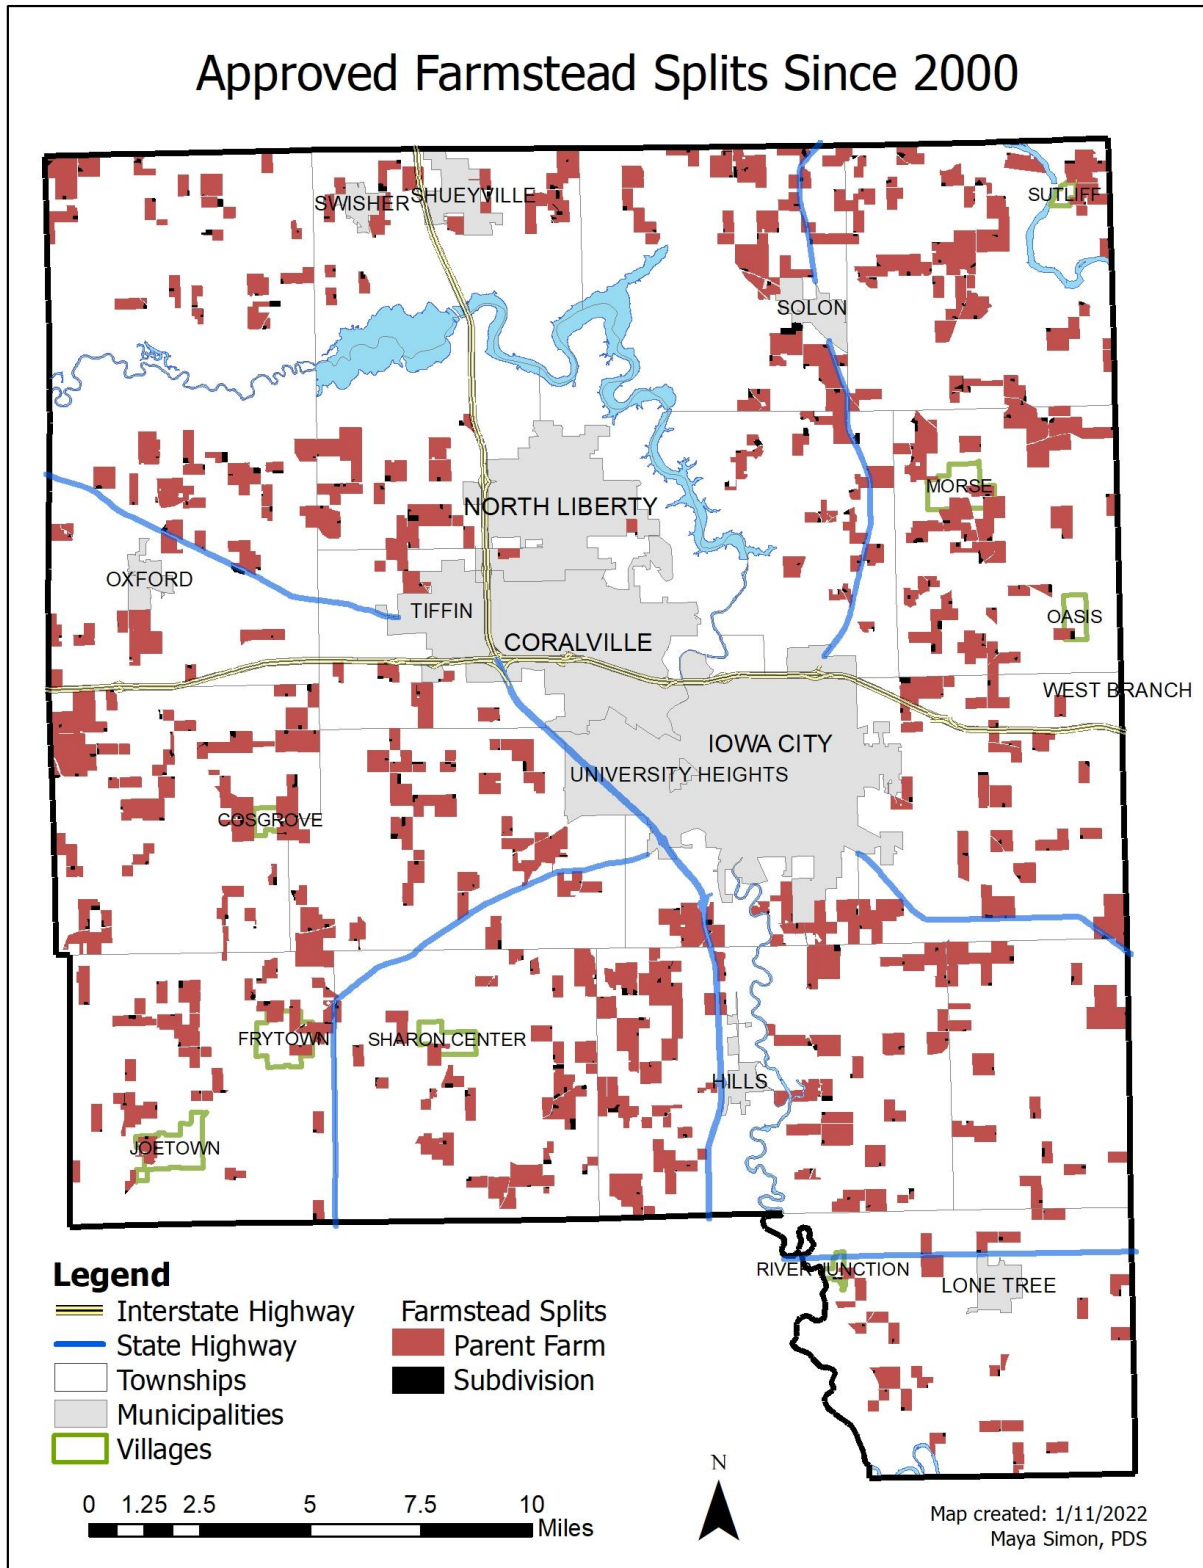 Approved Farmstead Splits Since 2000
SWISHER
SHUEYVILLE
SUTLIFF
SOLON
MORSE
NORTH LIBERTY
OXFORD
TIFFIN
OASIS
CORALVILLE
WEST BRANCH
IOWA CITY
UNIVERSITY HEIGHTS
COSGROVE
FRYTOWN
SHARON CENTER
HILLS
JOETOWN
RIVER JUNCTION
LONE TREE
Legend
Interstate Highway
State Highway
Townships
Municipalities
Villages
Farmstead Splits
Parent Farm
Subdivision
0 1.25 2.5 5 7.5 10
Miles
N
Map created: 1/11/2022
Maya Simon, PDS